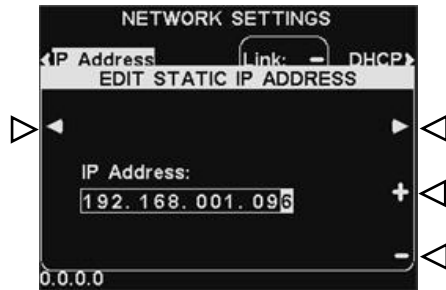 NETWORK SETTINGS
IP Address Link: – DHCP
EDIT STATIC IP ADDRESS
IP Address:
192.168.001.096
+
–
0.0.0.0